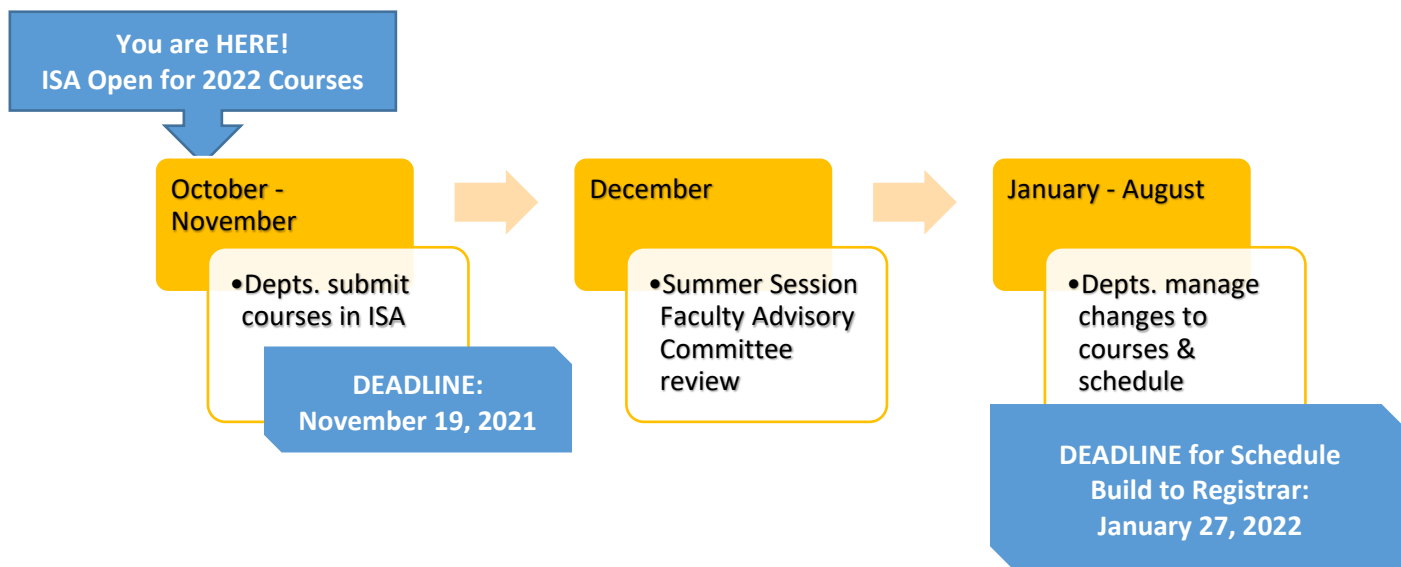 You are HERE!
ISA Open for 2022 Courses
October -
November
•Depts. submit
courses in ISA
DEADLINE:
November 19, 2021
December
•Summer Session
Faculty Advisory
Committee
review
January - August
•Depts. manage
changes to
courses &
schedule
DEADLINE for Schedule
Build to Registrar:
January 27, 2022